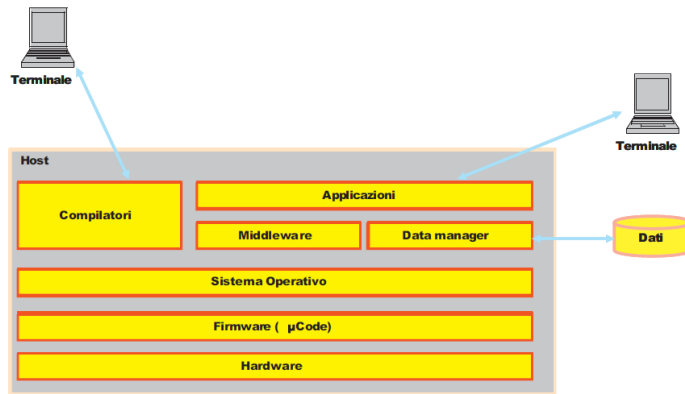 Terminale
Terminale
Host
Compilatori
Applicazioni
Middleware
Data manager
Dati
Sistema Operativo
Firmware ( µCode)
Hardware